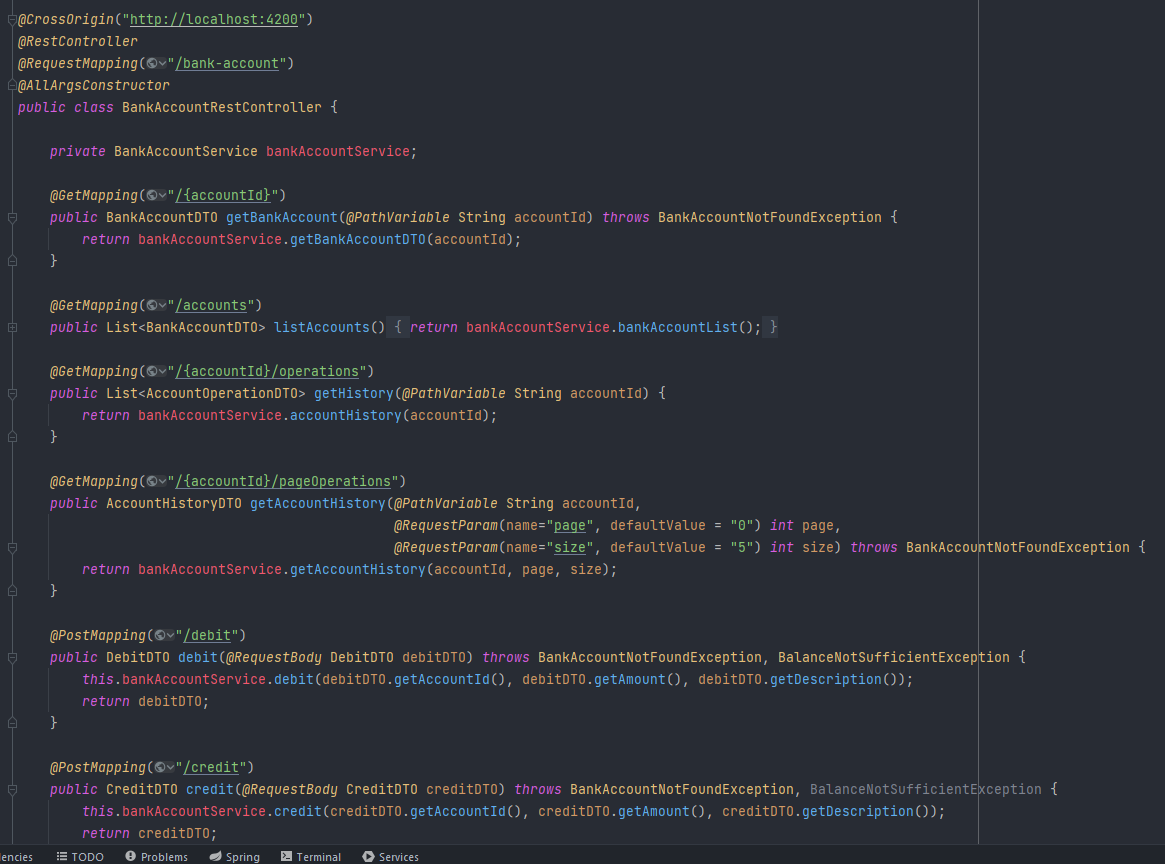 @CrossOrigin("http://localhost:4200")
@RestController
@RequestMapping("/bank-account")
@AllArgsConstructor
public class BankAccountRestController {
private BankAccountService bankAccountService;
@GetMapping("/{accountId}")
public BankAccountDTO getBankAccount(@PathVariable String accountId) throws BankAccountNotFoundException {
return bankAccountService.getBankAccountDTO(accountId);
}
@GetMapping("/accounts")
public List<BankAccountDTO> listAccounts() { return bankAccountService.bankAccountList(); }
@GetMapping("/{accountId}/operations")
public List<AccountOperationDTO> getHistory(@PathVariable String accountId) {
return bankAccountService.accountHistory(accountId);
}
@GetMapping("/{accountId}/pageOperations")
public AccountHistoryDTO getAccountHistory(@PathVariable String accountId,
@RequestParam(name="page", defaultValue = "0") int page,
@RequestParam(name="size", defaultValue = "5") int size) throws BankAccountNotFoundException {
return bankAccountService.getAccountHistory(accountId, page, size);
}
@PostMapping("/debit")
public DebitDTO debit(@RequestBody DebitDTO debitDTO) throws BankAccountNotFoundException, BalanceNotSufficientException {
this.bankAccountService.debit(debitDTO.getAccountId(), debitDTO.getAmount(), debitDTO.getDescription());
return debitDTO;
}
@PostMapping("/credit")
public CreditDTO credit(@RequestBody CreditDTO creditDTO) throws BankAccountNotFoundException, BalanceNotSufficientException {
this.bankAccountService.credit(creditDTO.getAccountId(), creditDTO.getAmount(), creditDTO.getDescription());
return creditDTO;
encies TODO Problems Spring Terminal Services